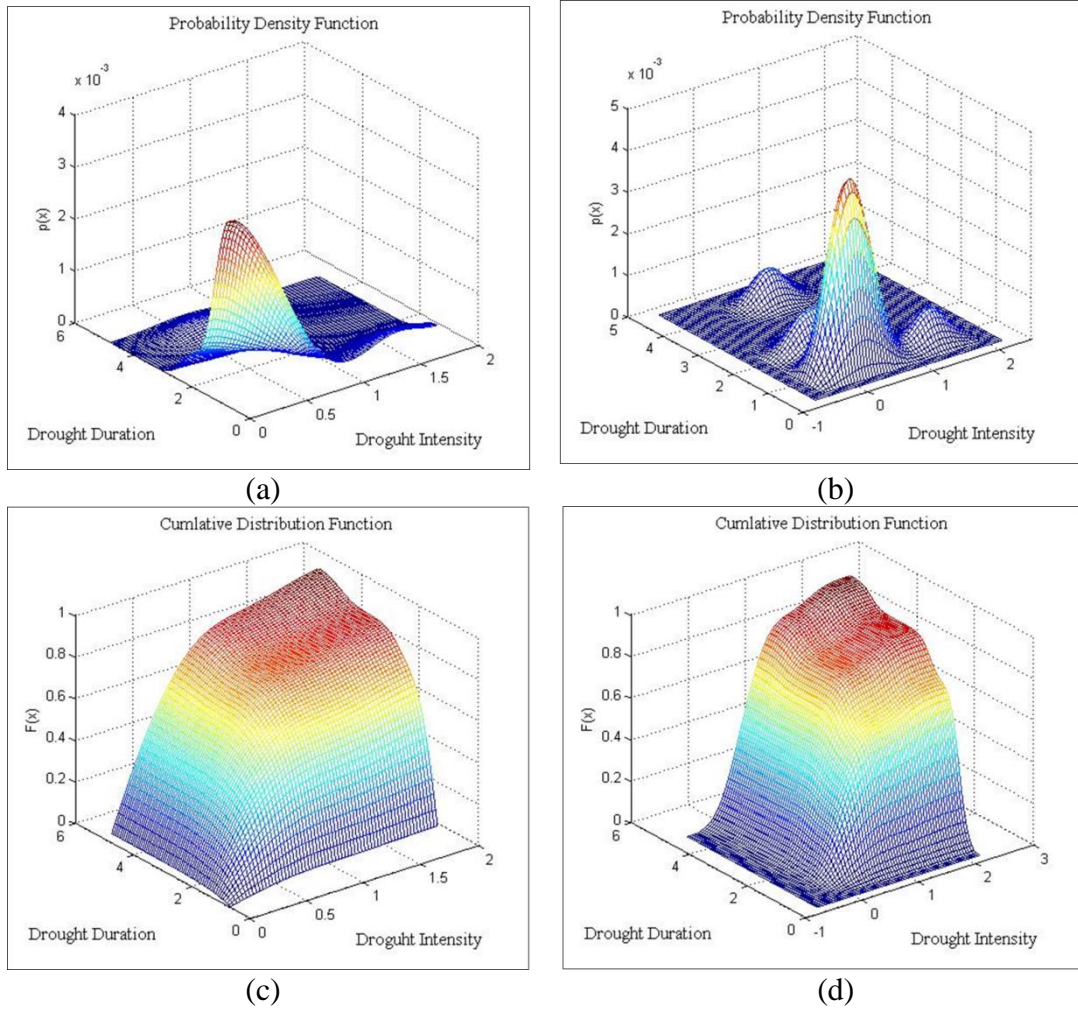 Probability Density Function
x 10^-3
4
3
2
1
0
p(x)
6
4
2
0
0
0.5
1
1.5
2
Drought Duration
Droguht Intensity
(a)
Probability Density Function
x 10^-3
5
4
3
2
1
0
p(x)
5
4
3
2
1
0
-1
0
1
2
Drought Duration
Drought Intensity
(b)
Cumlative Distribution Function
1
0.8
0.6
0.4
0.2
0
F(x)
6
4
2
0
0
0.5
1
1.5
2
Drought Duration
Droguht Intensity
(c)
Cumlative Distribution Function
1
0.8
0.6
0.4
0.2
0
F(x)
6
4
2
0
-1
0
1
2
3
Drought Duration
Drought Intensity
(d)